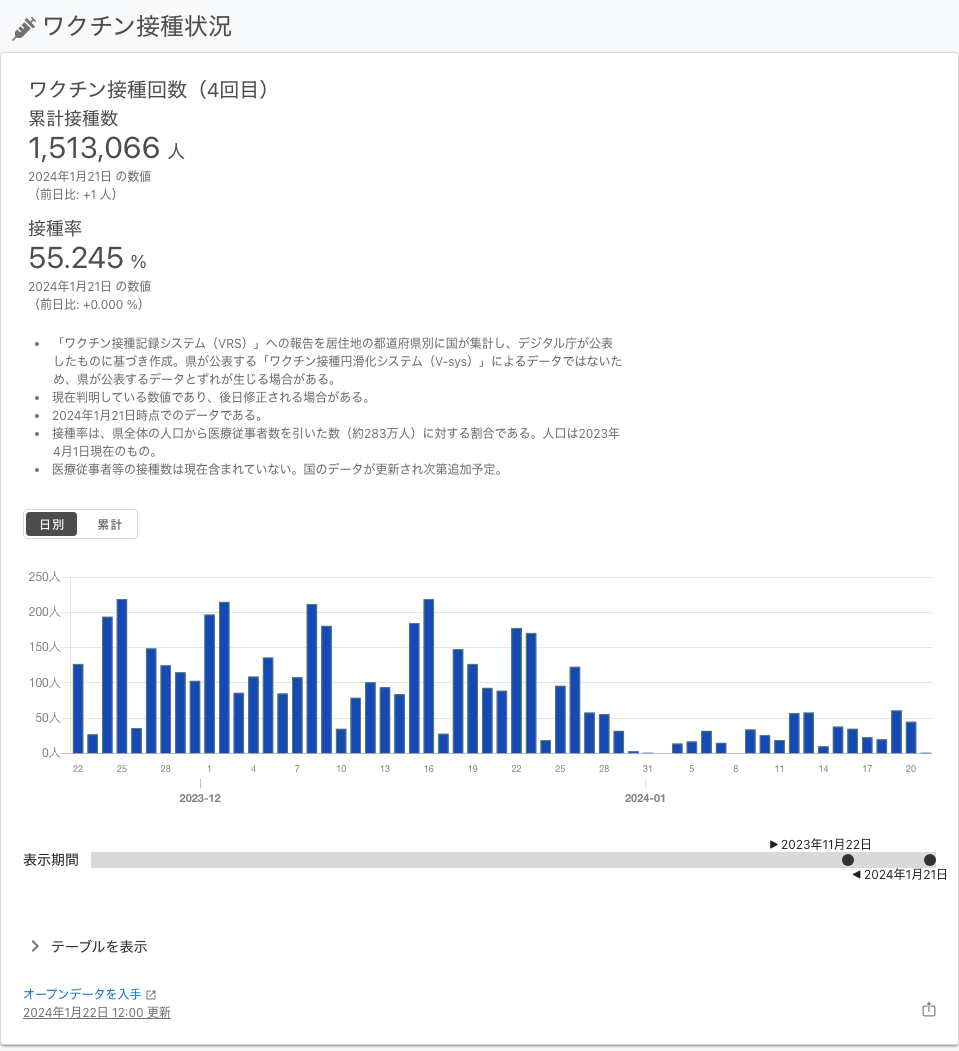 ワクチン接種状況
ワクチン接種回数（4回目）
累計接種数
1,513,066 人
2024年1月21日 の数値
（前日比: +1 人）
接種率
55.245 %
2024年1月21日 の数値
（前日比: +0.000 %）
• 「ワクチン接種記録システム（VRS）」への報告を居住地の都道府県別に国が集計し、デジタル庁が公表
したものに基づき作成。県が公表する「ワクチン接種円滑化システム（V-sys）」によるデータではないた
め、県が公表するデータとずれが生じる場合がある。
• 現在判明している数値であり、後日修正される場合がある。
• 2024年1月21日時点でのデータである。
• 接種率は、県全体の人口から医療従事者数を引いた数（約283万人）に対する割合である。人口は2023年
4月1日現在のもの。
• 医療従事者等の接種数は現在含まれていない。国のデータが更新され次第追加予定。
日別 累計
250人
200人
150人
100人
50人
0人
22 25 28 1 4 7 10 13 16 19 22 25 28 31 5 8 11 14 17 20
2023-12 2024-01
2023年11月22日
表示期間
2024年1月21日
テーブルを表示
オープンデータを入手
2024年1月22日 12:00 更新